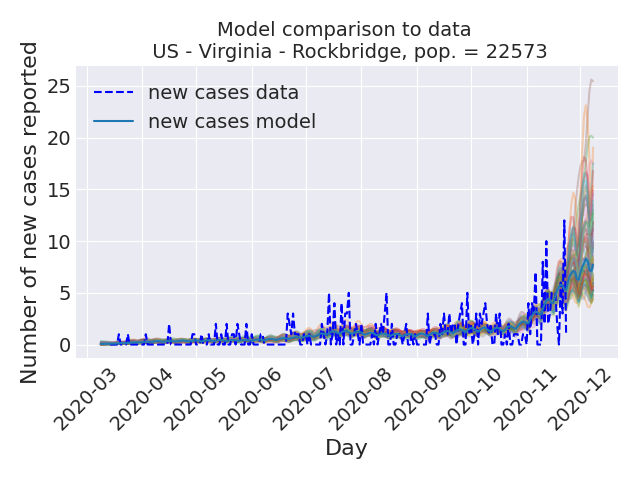 Model comparison to data
US - Virginia - Rockbridge, pop. = 22573
new cases data
new cases model
Number of new cases reported
25
20
15
10
5
0
2020-03
2020-04
2020-05
2020-06
2020-07
2020-08
2020-09
2020-10
2020-11
2020-12
Day